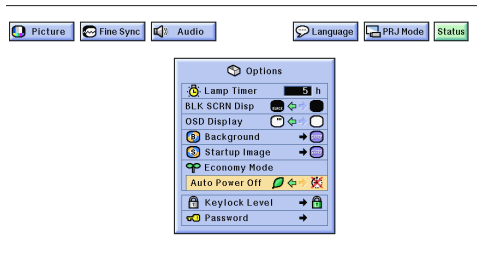 Picture Fine Sync Audio Language PRJ Mode Status
Options
Lamp Timer 5 h
BLK SCRN Disp
OSD Display
B Background
S Startup Image
Economy Mode
Auto Power Off
Keylock Level
Password